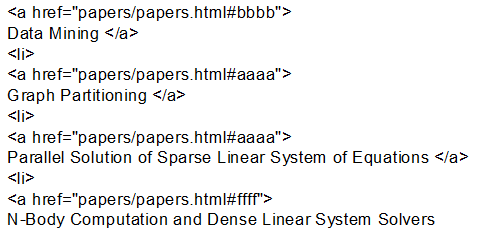 <a href="papers/papers.html#bbbb">
Data Mining </a>
<li>
<a href="papers/papers.html#aaaa">
Graph Partitioning </a>
<li>
<a href="papers/papers.html#aaaa">
Parallel Solution of Sparse Linear System of Equations </a>
<li>
<a href="papers/papers.html#ffff">
N-Body Computation and Dense Linear System Solvers